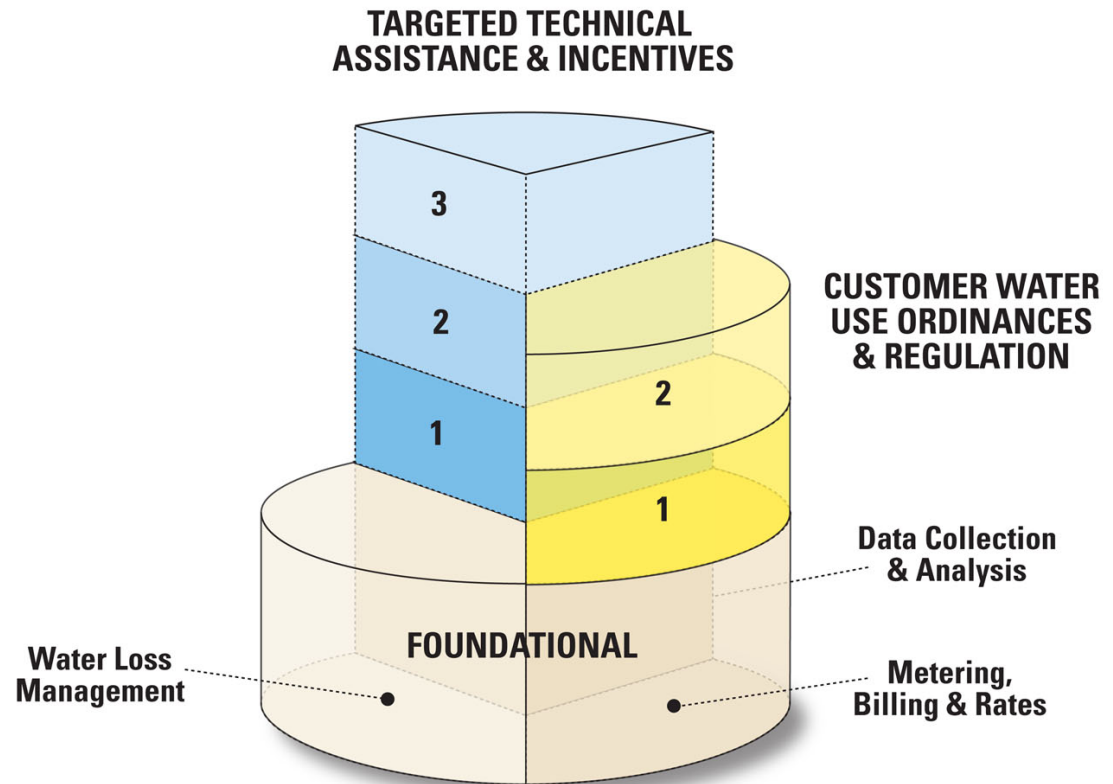 TARGETED TECHNICAL
ASSISTANCE & INCENTIVES
3
2
1
CUSTOMER WATER
USE ORDINANCES
& REGULATION
2
1
Data Collection
& Analysis
FOUNDATIONAL
Water Loss
Management
Metering,
Billing & Rates